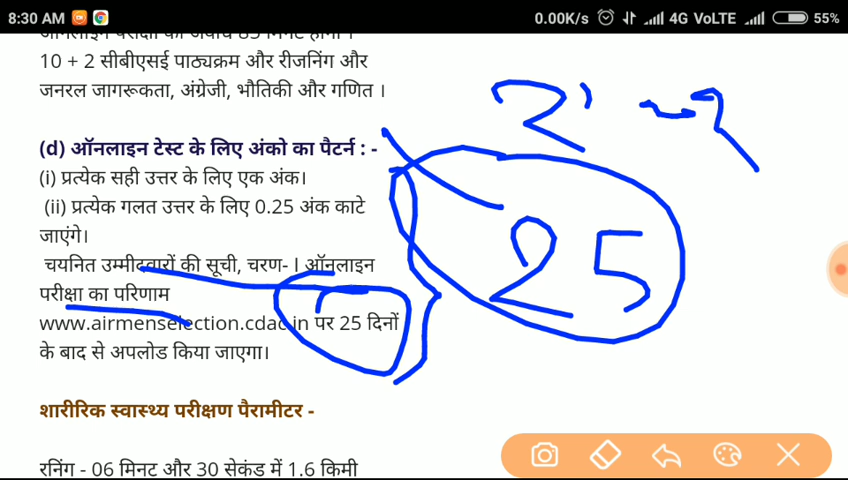 8:30 AM 0.00K/s 4G VoLTE 55%
10 + 2 सीबीएसई पाठ्यक्रम और रीजनिंग और
जनरल जागरूकता, अंग्रेजी, भौतिकी और गणित ।
(d) ऑनलाइन टेस्ट के लिए अंको का पैटर्न : -
(i) प्रत्येक सही उत्तर के लिए एक अंक।
(ii) प्रत्येक गलत उत्तर के लिए 0.25 अंक काटे
जाएंगे।
25
चयनित उम्मीदवारों की सूची, चरण- I ऑनलाइन
परीक्षा का परिणाम
www.airmenselection.cdac.in पर 25 दिनों
के बाद से अपलोड किया जाएगा।
शारीरिक स्वास्थ्य परीक्षण पैरामीटर -
रनिंग - 06 मिनट और 30 सेकंड में 1.6 किमी